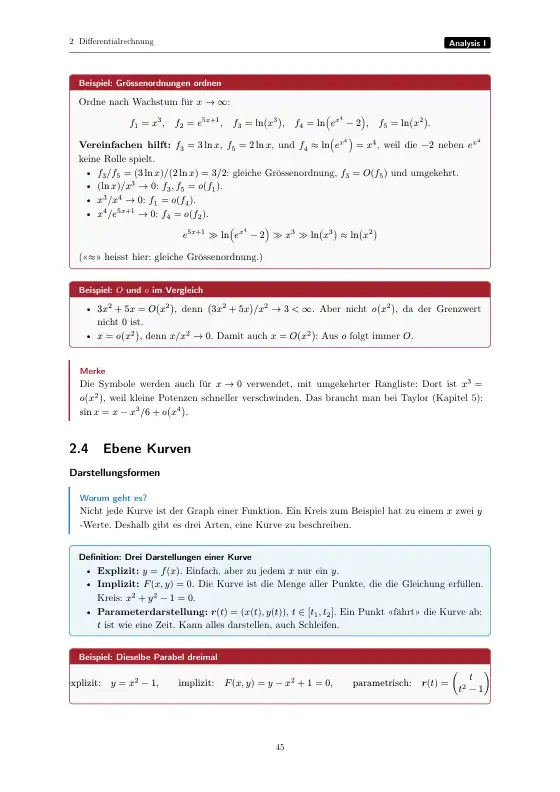 2 Differentialrechnung
Analysis I
Beispiel: Grössenordnungen ordnen
Ordne nach Wachstum für x → ∞:
f₁ = x³, f₂ = e^{5x+1}, f₃ = ln(x³), f₄ = ln(e^{x⁴} − 2), f₅ = ln(x²).
Vereinfachen hilft: f₃ = 3 ln x, f₅ = 2 ln x, und f₄ ≈ ln(e^{x⁴}) = x⁴, weil die −2 neben e^{x⁴}
keine Rolle spielt.
• f₃/f₅ = (3 ln x)/(2 ln x) = 3/2: gleiche Grössenordnung, f₃ = O(f₅) und umgekehrt.
• (ln x)/x³ → 0: f₃, f₅ = o(f₁).
• x³/x⁴ → 0: f₁ = o(f₄).
• x⁴/e^{5x+1} → 0: f₄ = o(f₂).
e^{5x+1} ≫ ln(e^{x⁴} − 2) ≫ x³ ≫ ln(x³) ≈ ln(x²)
(«≈» heisst hier: gleiche Grössenordnung.)
Beispiel: O und o im Vergleich
• 3x² + 5x = O(x²), denn (3x² + 5x)/x² → 3 < ∞. Aber nicht o(x²), da der Grenzwert
nicht 0 ist.
• x = o(x²), denn x/x² → 0. Damit auch x = O(x²): Aus o folgt immer O.
Merke
Die Symbole werden auch für x → 0 verwendet, mit umgekehrter Rangliste: Dort ist x³ =
o(x²), weil kleine Potenzen schneller verschwinden. Das braucht man bei Taylor (Kapitel 5):
sin x = x − x³/6 + o(x⁴).
2.4 Ebene Kurven
Darstellungsformen
Worum geht es?
Nicht jede Kurve ist der Graph einer Funktion. Ein Kreis zum Beispiel hat zu einem x zwei y
-Werte. Deshalb gibt es drei Arten, eine Kurve zu beschreiben.
Definition: Drei Darstellungen einer Kurve
• Explizit: y = f(x). Einfach, aber zu jedem x nur ein y.
• Implizit: F(x, y) = 0. Die Kurve ist die Menge aller Punkte, die die Gleichung erfüllen.
Kreis: x² + y² − 1 = 0.
• Parameterdarstellung: r(t) = (x(t), y(t)), t ∈ [t₁, t₂]. Ein Punkt «fährt» die Kurve ab;
t ist wie eine Zeit. Kann alles darstellen, auch Schleifen.
Beispiel: Dieselbe Parabel dreimal
xplizit: y = x² − 1, implizit: F(x, y) = y − x² + 1 = 0, parametrisch: r(t) = (t
t² − 1)
45